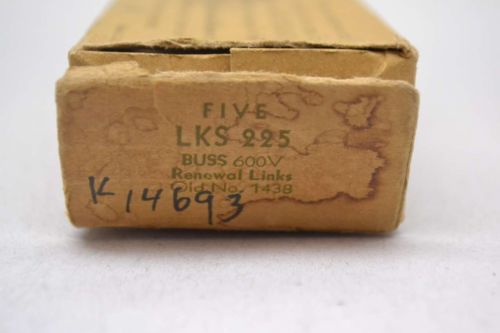 FIVE
LKS 225
BUSS 600V
Renewal Links
Old No. 1438
K 14693